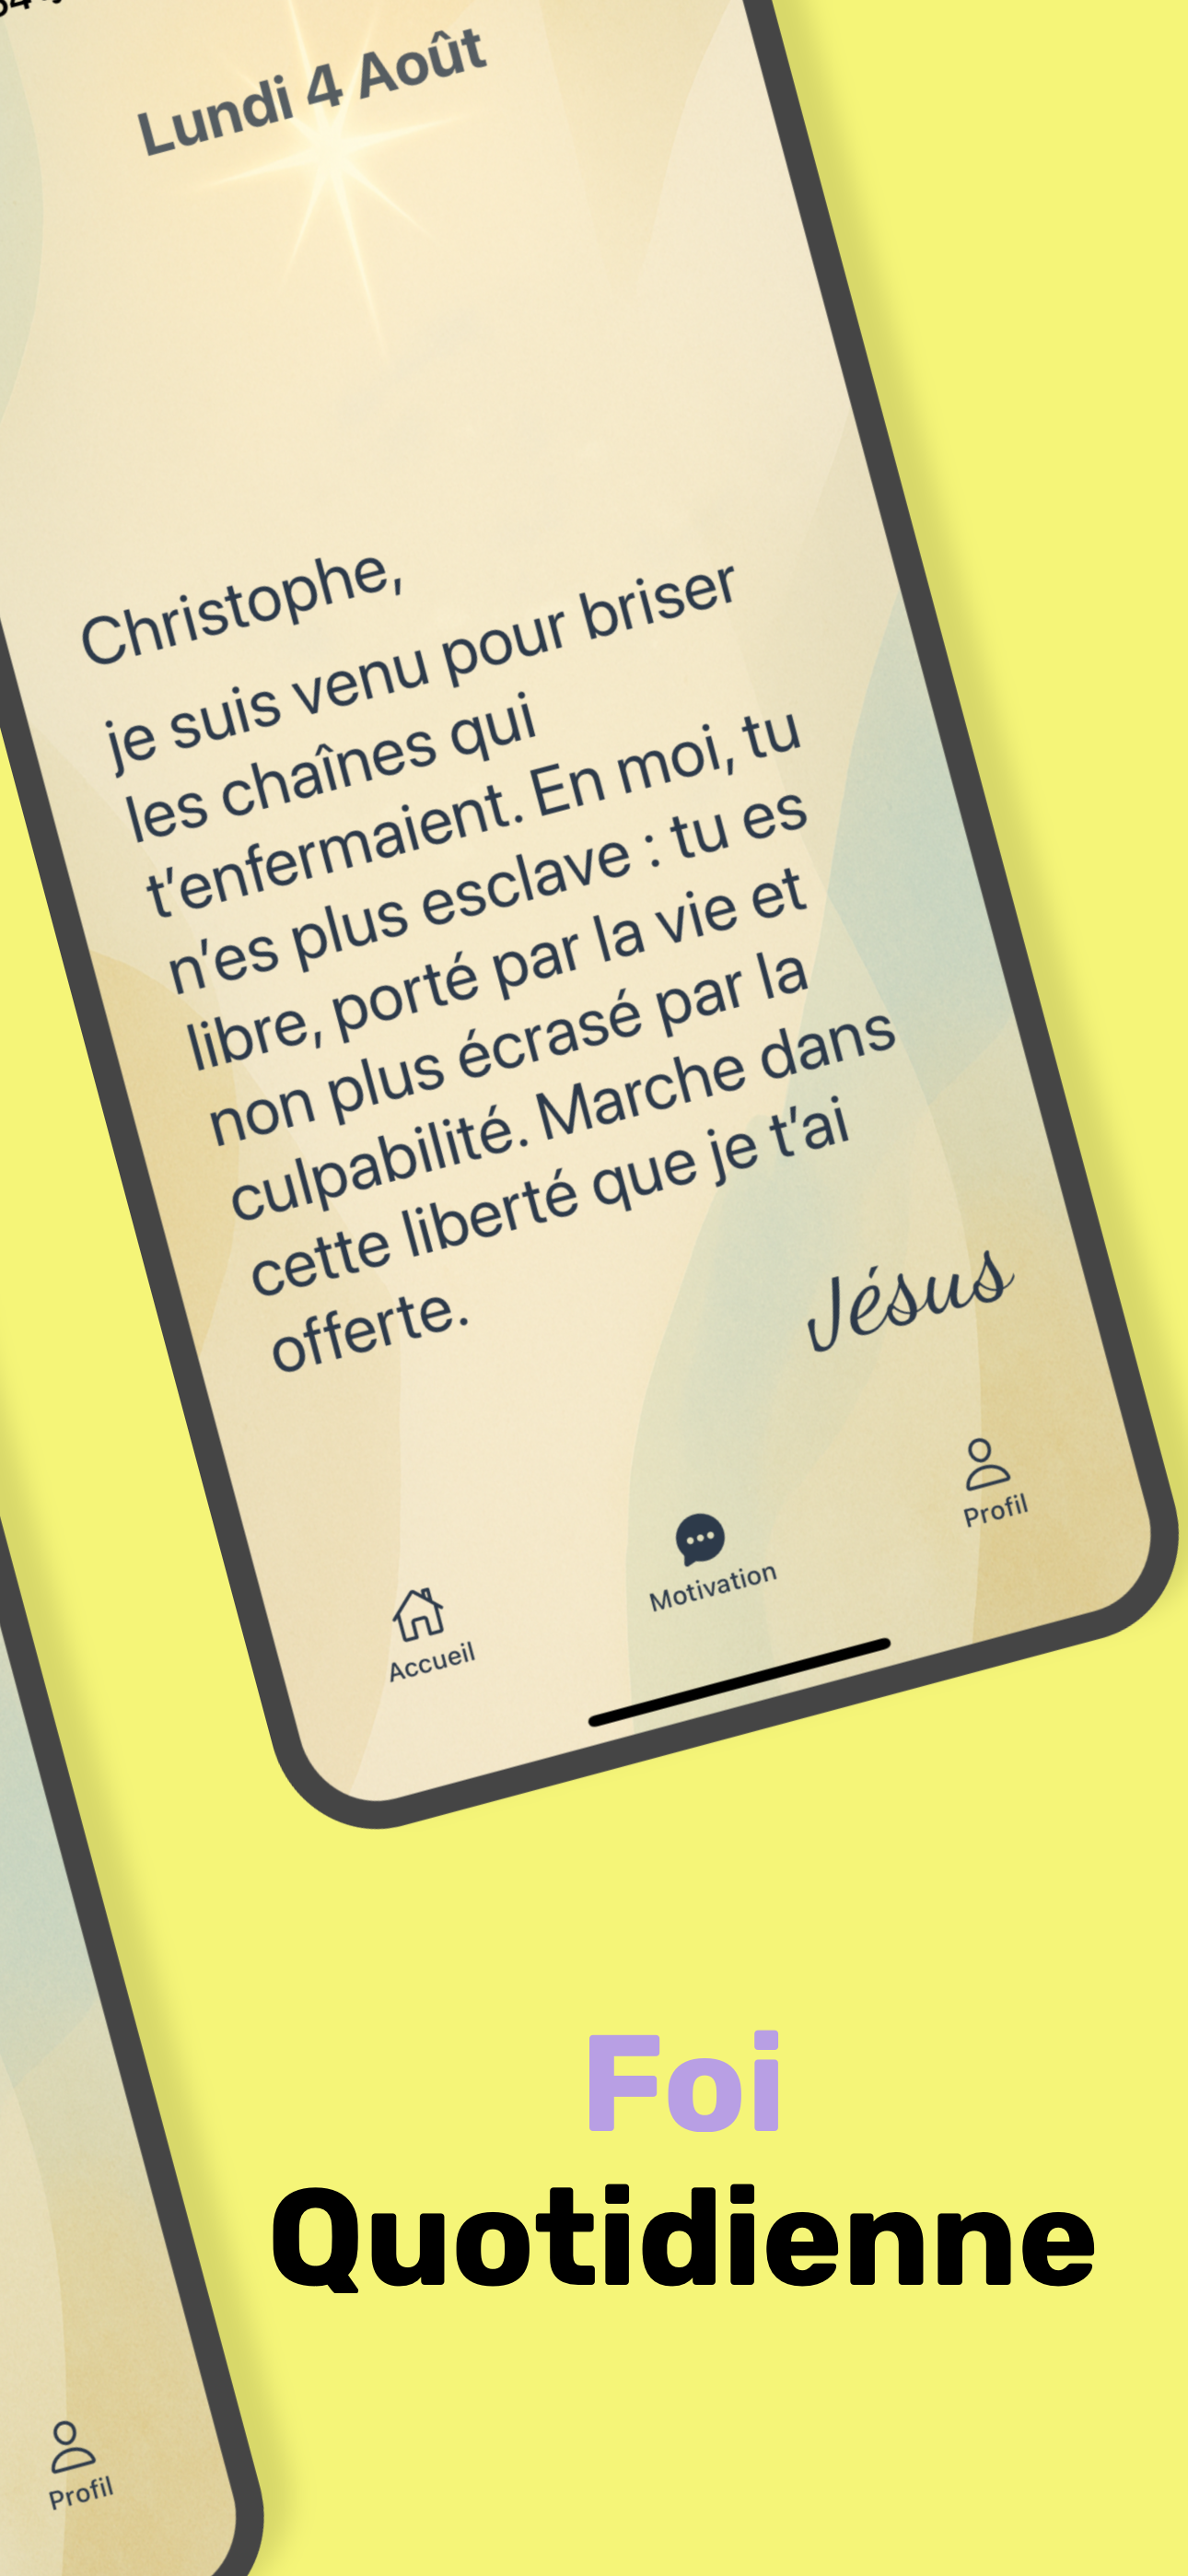 Lundi 4 Août
Christophe,
je suis venu pour briser
les chaînes qui
t'enfermaient. En moi, tu
n'es plus esclave : tu es
libre, porté par la vie et
non plus écrasé par la
culpabilité. Marche dans
cette liberté que je t'ai
offerte.
Jésus
Accueil
Motivation
Profil
Foi
Quotidienne
Profil